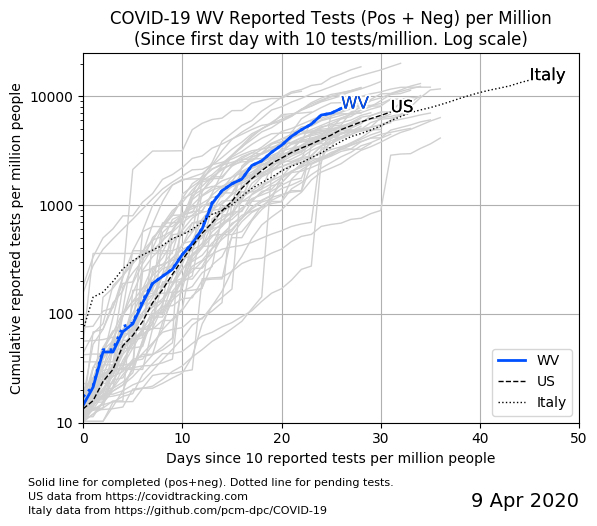 COVID-19 WV Reported Tests (Pos + Neg) per Million
(Since first day with 10 tests/million. Log scale)
Cumulative reported tests per million people
10000
1000
100
10
WV
US
Italy
WV
US
Italy
0 10 20 30 40 50
Days since 10 reported tests per million people
Solid line for completed (pos+neg). Dotted line for pending tests.
US data from https://covidtracking.com
Italy data from https://github.com/pcm-dpc/COVID-19
9 Apr 2020